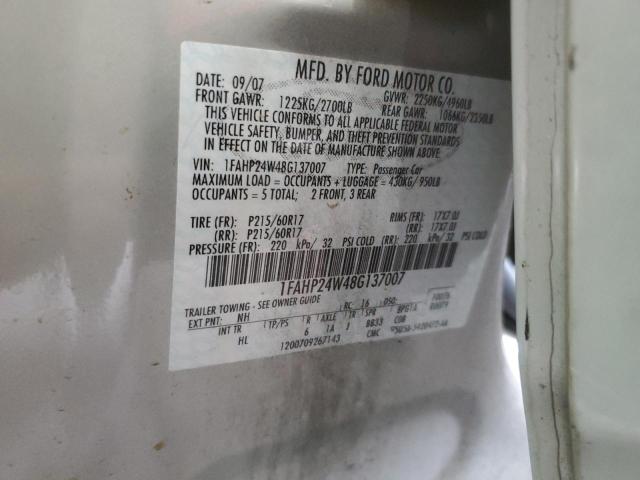 MFD. BY FORD MOTOR CO.
DATE: 09/07 GVWR: 2250KG/4960LB
FRONT GAWR: 1225KG/2700LB REAR GAWR: 1066KG/2350LB
THIS VEHICLE CONFORMS TO ALL APPLICABLE FEDERAL MOTOR
VEHICLE SAFETY, BUMPER, AND THEFT PREVENTION STANDARDS
IN EFFECT ON THE DATE OF MANUFACTURE SHOWN ABOVE.
VIN: 1FAHP24W48G137007 TYPE: Passenger Car
MAXIMUM LOAD = OCCUPANTS + LUGGAGE = 430KG/950LB
OCCUPANTS = 5 TOTAL; 2 FRONT, 3 REAR
TIRE (FR): P215/60R17 RIMS (FR): 17X7.0J
(RR): P215/60R17 (RR): 17X7.0J
PRESSURE (FR): 220 kPa/ 32 PSI COLD (RR): 220 kPa/ 32 PSI COLD
1FAHP24W48G137007
TRAILER TOWING - SEE OWNER GUIDE RC: 16 DSO:
EXT PNT: NH
INT TR TP/PS R AXLE TR SPR
HL 6 1A J BB33
1200709267143